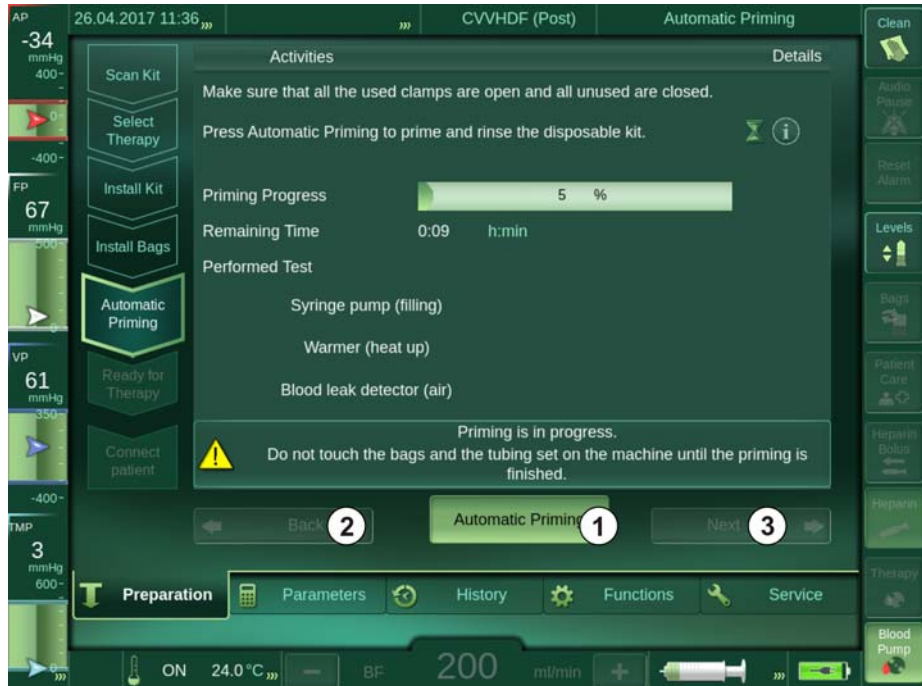 26.04.2017 11:36
CVVHDF (Post)
Automatic Priming
AP
-34
mmHg
400
0
-400
FP
67
mmHg
500
0
VP
61
mmHg
350
-400
TMP
3
mmHg
600
0
Scan Kit
Select
Therapy
Install Kit
Install Bags
Automatic
Priming
Ready for
Therapy
Connect
patient
Activities
Details
Make sure that all the used clamps are open and all unused are closed.
Press Automatic Priming to prime and rinse the disposable kit.
i
Priming Progress 5 %
Remaining Time 0:09 h:min
Performed Test
Syringe pump (filling)
Warmer (heat up)
Blood leak detector (air)
Priming is in progress.
Do not touch the bags and the tubing set on the machine until the priming is
finished.
Back 2
Automatic Priming 1
Next 3
Preparation
Parameters
History
Functions
Service
ON 24.0 °C
BF 200 ml/min
Clean
Audio
Pause
Reset
Alarm
Levels
Bags
Patient
Care
Heparin
Bolus
Heparin
Therapy
Blood
Pump